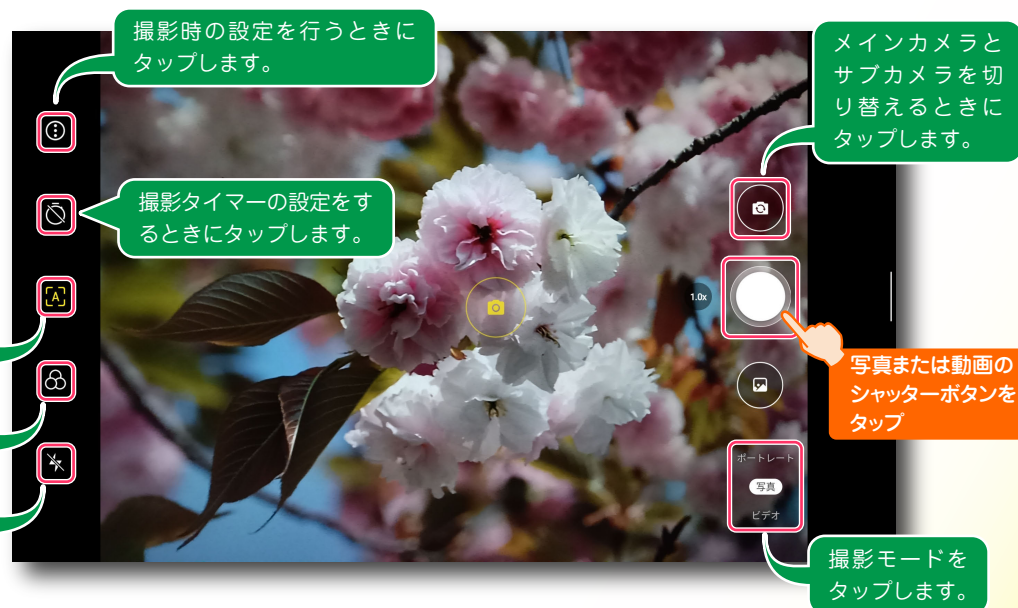 撮影時の設定を行うときに
タップします。
メインカメラと
サブカメラを切
り替えるときに
タップします。
撮影タイマーの設定をす
るときにタップします。
A
1.0x
写真または動画の
シャッターボタンを
タップ
ポートレート
写真
ビデオ
撮影モードを
タップします。